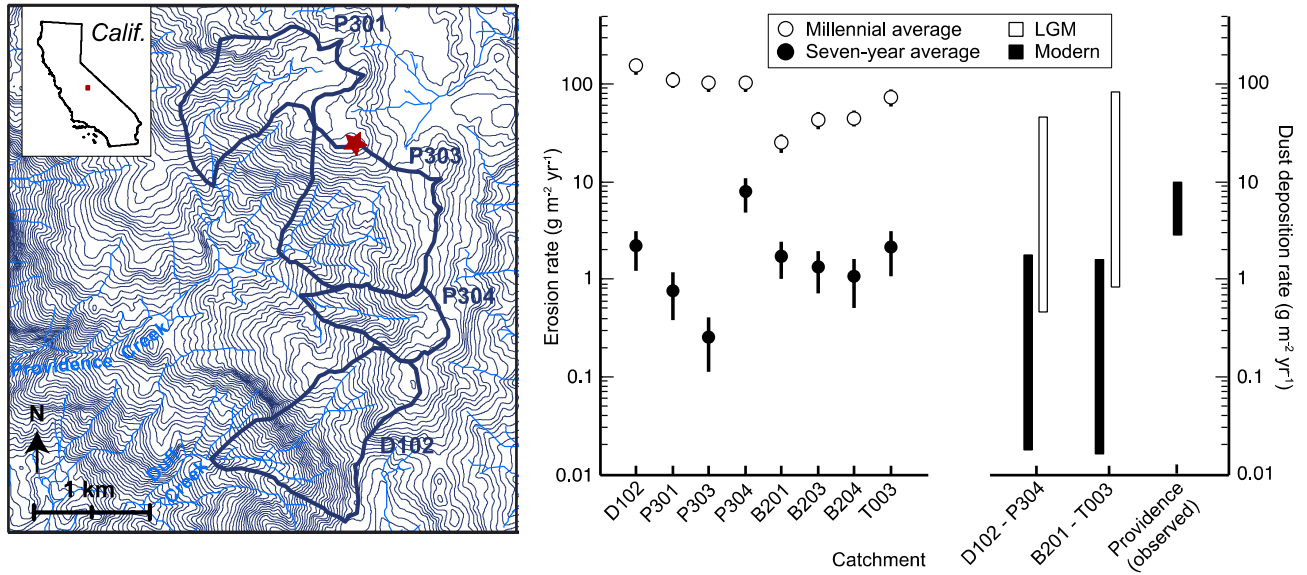 Calif.
P301
P303
P304
D102
Providence Creek
Duff
Creek
N
1 km
Millennial average
Seven-year average
LGM
Modern
Erosion rate (g m⁻² yr⁻¹)
100
10
1
0.1
0.01
D102
P301
P303
P304
B201
B203
B204
T003
Catchment
D102 - P304
B201 - T003
Providence
(observed)
100
10
1
0.1
0.01
Dust deposition rate (g m⁻² yr⁻¹)